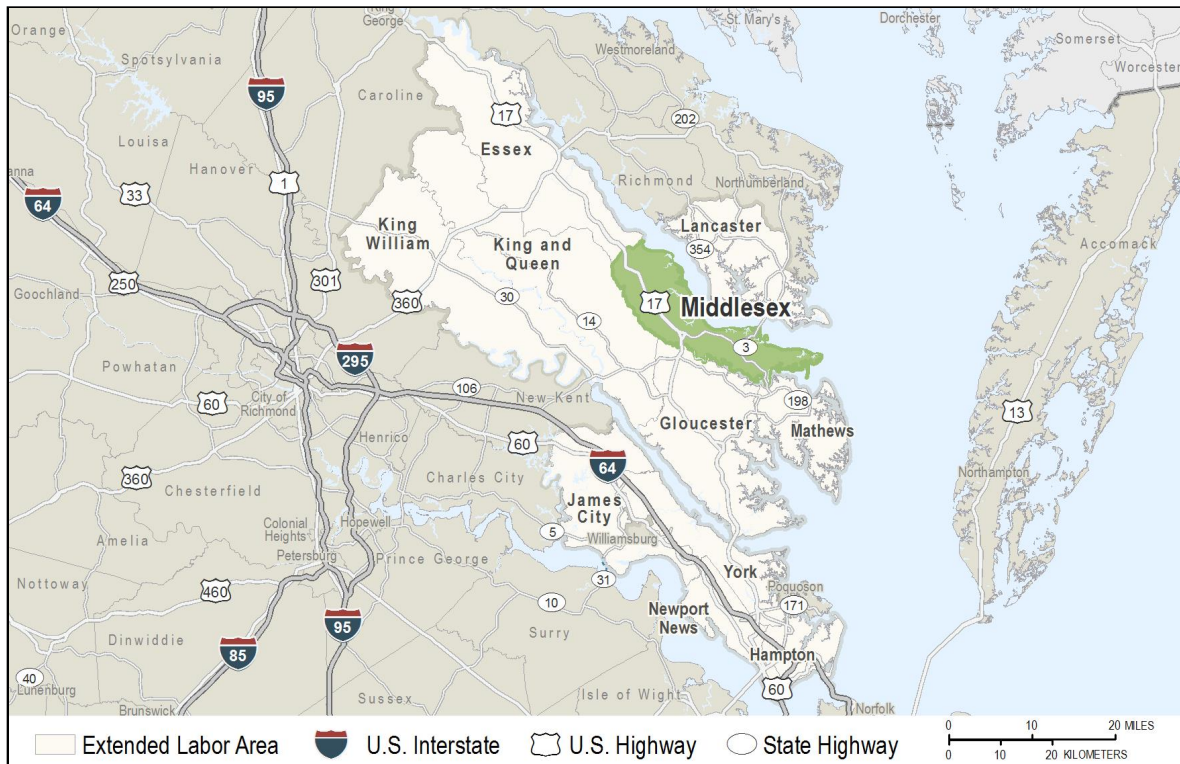 King
George
St. Mary's
Dorchester
Orange
Somerset
Spotsylvania
Westmoreland
Worcester
95
Caroline
17
202
Essex
Louisa
Hanover
Richmond
Northumberland
anna
33
1
64
King
William
King and
Queen
Lancaster
354
Accomack
250
301
Goochland
360
30
17
Middlesex
14
3
295
Powhatan
106
New Kent
198
60
City of
Richmond
Gloucester
Mathews
13
Henrico
60
64
360
Charles City
Northampton
Chesterfield
James
City
Colonial
Heights
Hopewell
5
Williamsburg
Amelia
Petersburg
Prince George
York
31
Poquoson
Nottoway
460
10
Newport
News
171
95
Surry
Dinwiddie
85
Hampton
40
60
Lunenburg
Sussex
Isle of Wight
Brunswick
Norfolk
Extended Labor Area
U.S. Interstate
U.S. Highway
State Highway
0 10 20 MILES
0 10 20 KILOMETERS